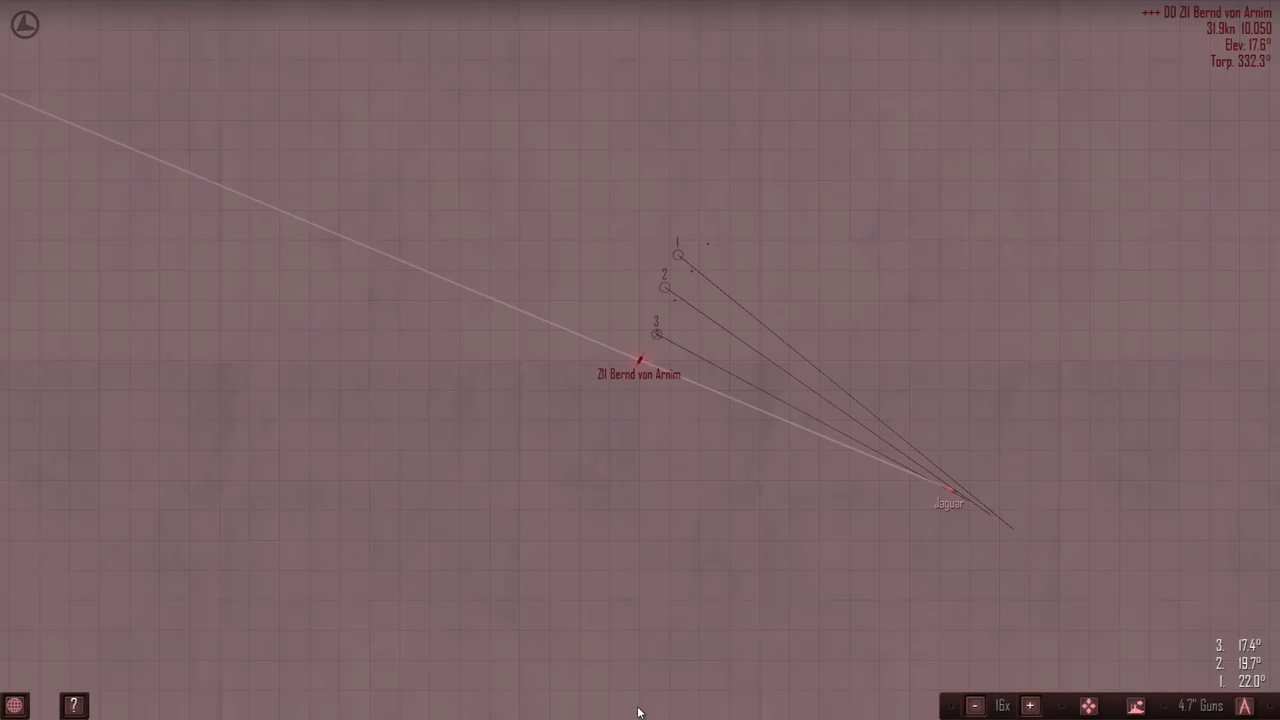 +++ DD Z11 Bernd von Arnim
31.9kn 10.050
Elev: 17.6°
Torp. 332.3°
1
2
3
Z11 Bernd von Arnim
Jaguar
3. 17.4°
2. 19.7°
1. 22.0°
?
- 16x + 4.7" Guns